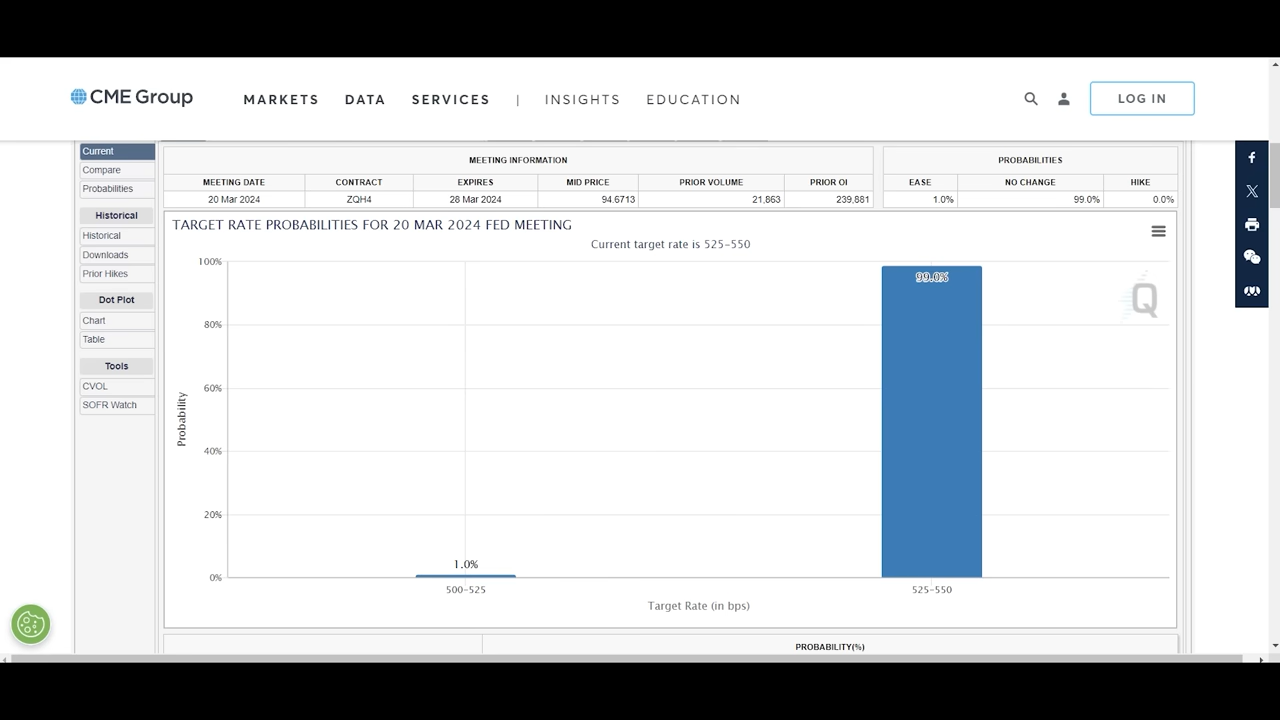 CME Group
MARKETS DATA SERVICES | INSIGHTS EDUCATION
LOG IN
Current
Compare
Probabilities
Historical
Historical
Downloads
Prior Hikes
Dot Plot
Chart
Table
Tools
CVOL
SOFR Watch
MEETING INFORMATION
MEETING DATE CONTRACT EXPIRES MID PRICE PRIOR VOLUME PRIOR OI
20 Mar 2024 ZQH4 28 Mar 2024 94.6713 21,863 239,881
PROBABILITIES
EASE NO CHANGE HIKE
1.0% 99.0% 0.0%
TARGET RATE PROBABILITIES FOR 20 MAR 2024 FED MEETING
Current target rate is 525–550
Probability
100%
80%
60%
40%
20%
0%
1.0%
99.0%
500–525
525–550
Target Rate (in bps)
Q
PROBABILITY(%)